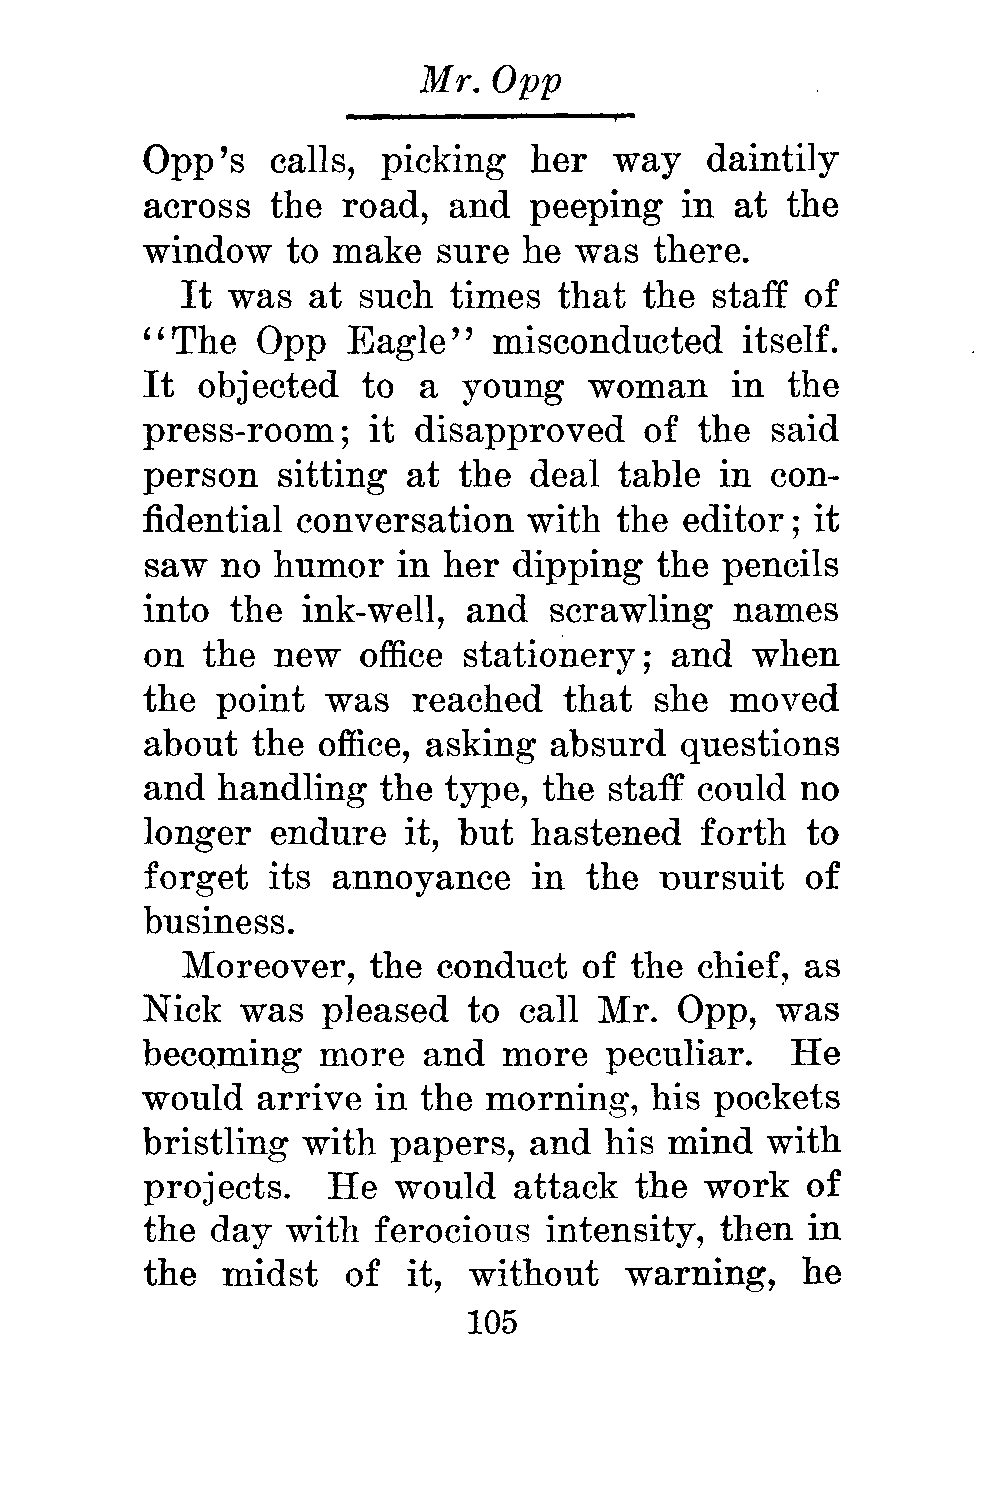 Mr. Opp
Opp's calls, picking her way daintily
across the road, and peeping in at the
window to make sure he was there.
It was at such times that the staff of
"The Opp Eagle" misconducted itself.
It objected to a young woman in the
press-room; it disapproved of the said
person sitting at the deal table in con-
fidential conversation with the editor; it
saw no humor in her dipping the pencils
into the ink-well, and scrawling names
on the new office stationery; and when
the point was reached that she moved
about the office, asking absurd questions
and handling the type, the staff could no
longer endure it, but hastened forth to
forget its annoyance in the pursuit of
business.
Moreover, the conduct of the chief, as
Nick was pleased to call Mr. Opp, was
becoming more and more peculiar. He
would arrive in the morning, his pockets
bristling with papers, and his mind with
projects. He would attack the work of
the day with ferocious intensity, then in
the midst of it, without warning, he
105